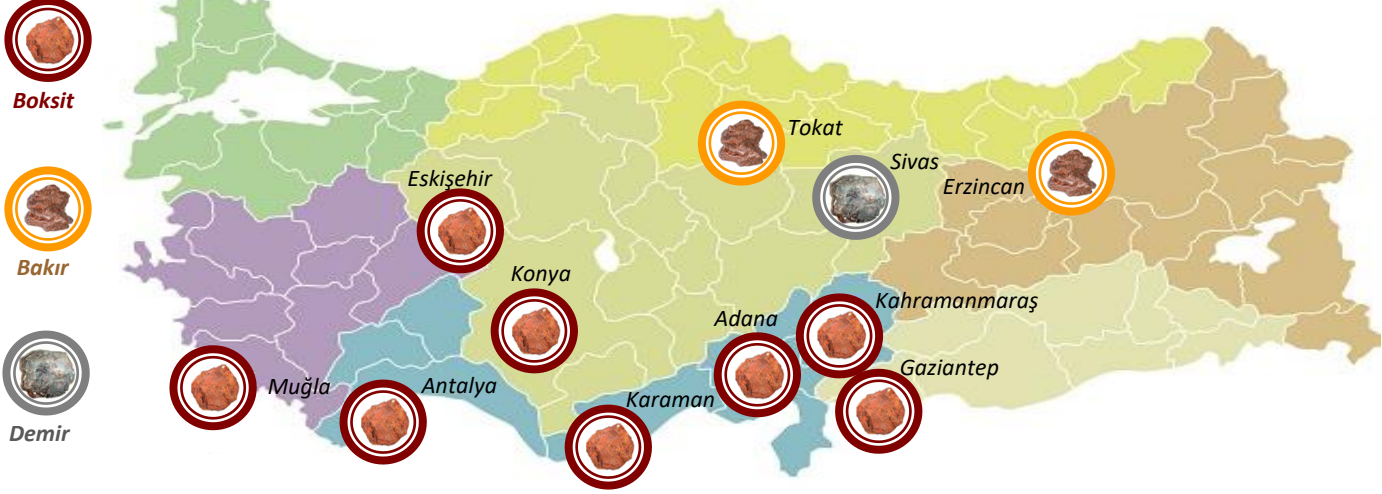 Boksit
Bakır
Demir
Tokat
Sivas
Erzincan
Eskişehir
Konya
Kahramanmaraş
Adana
Gaziantep
Muğla
Antalya
Karaman